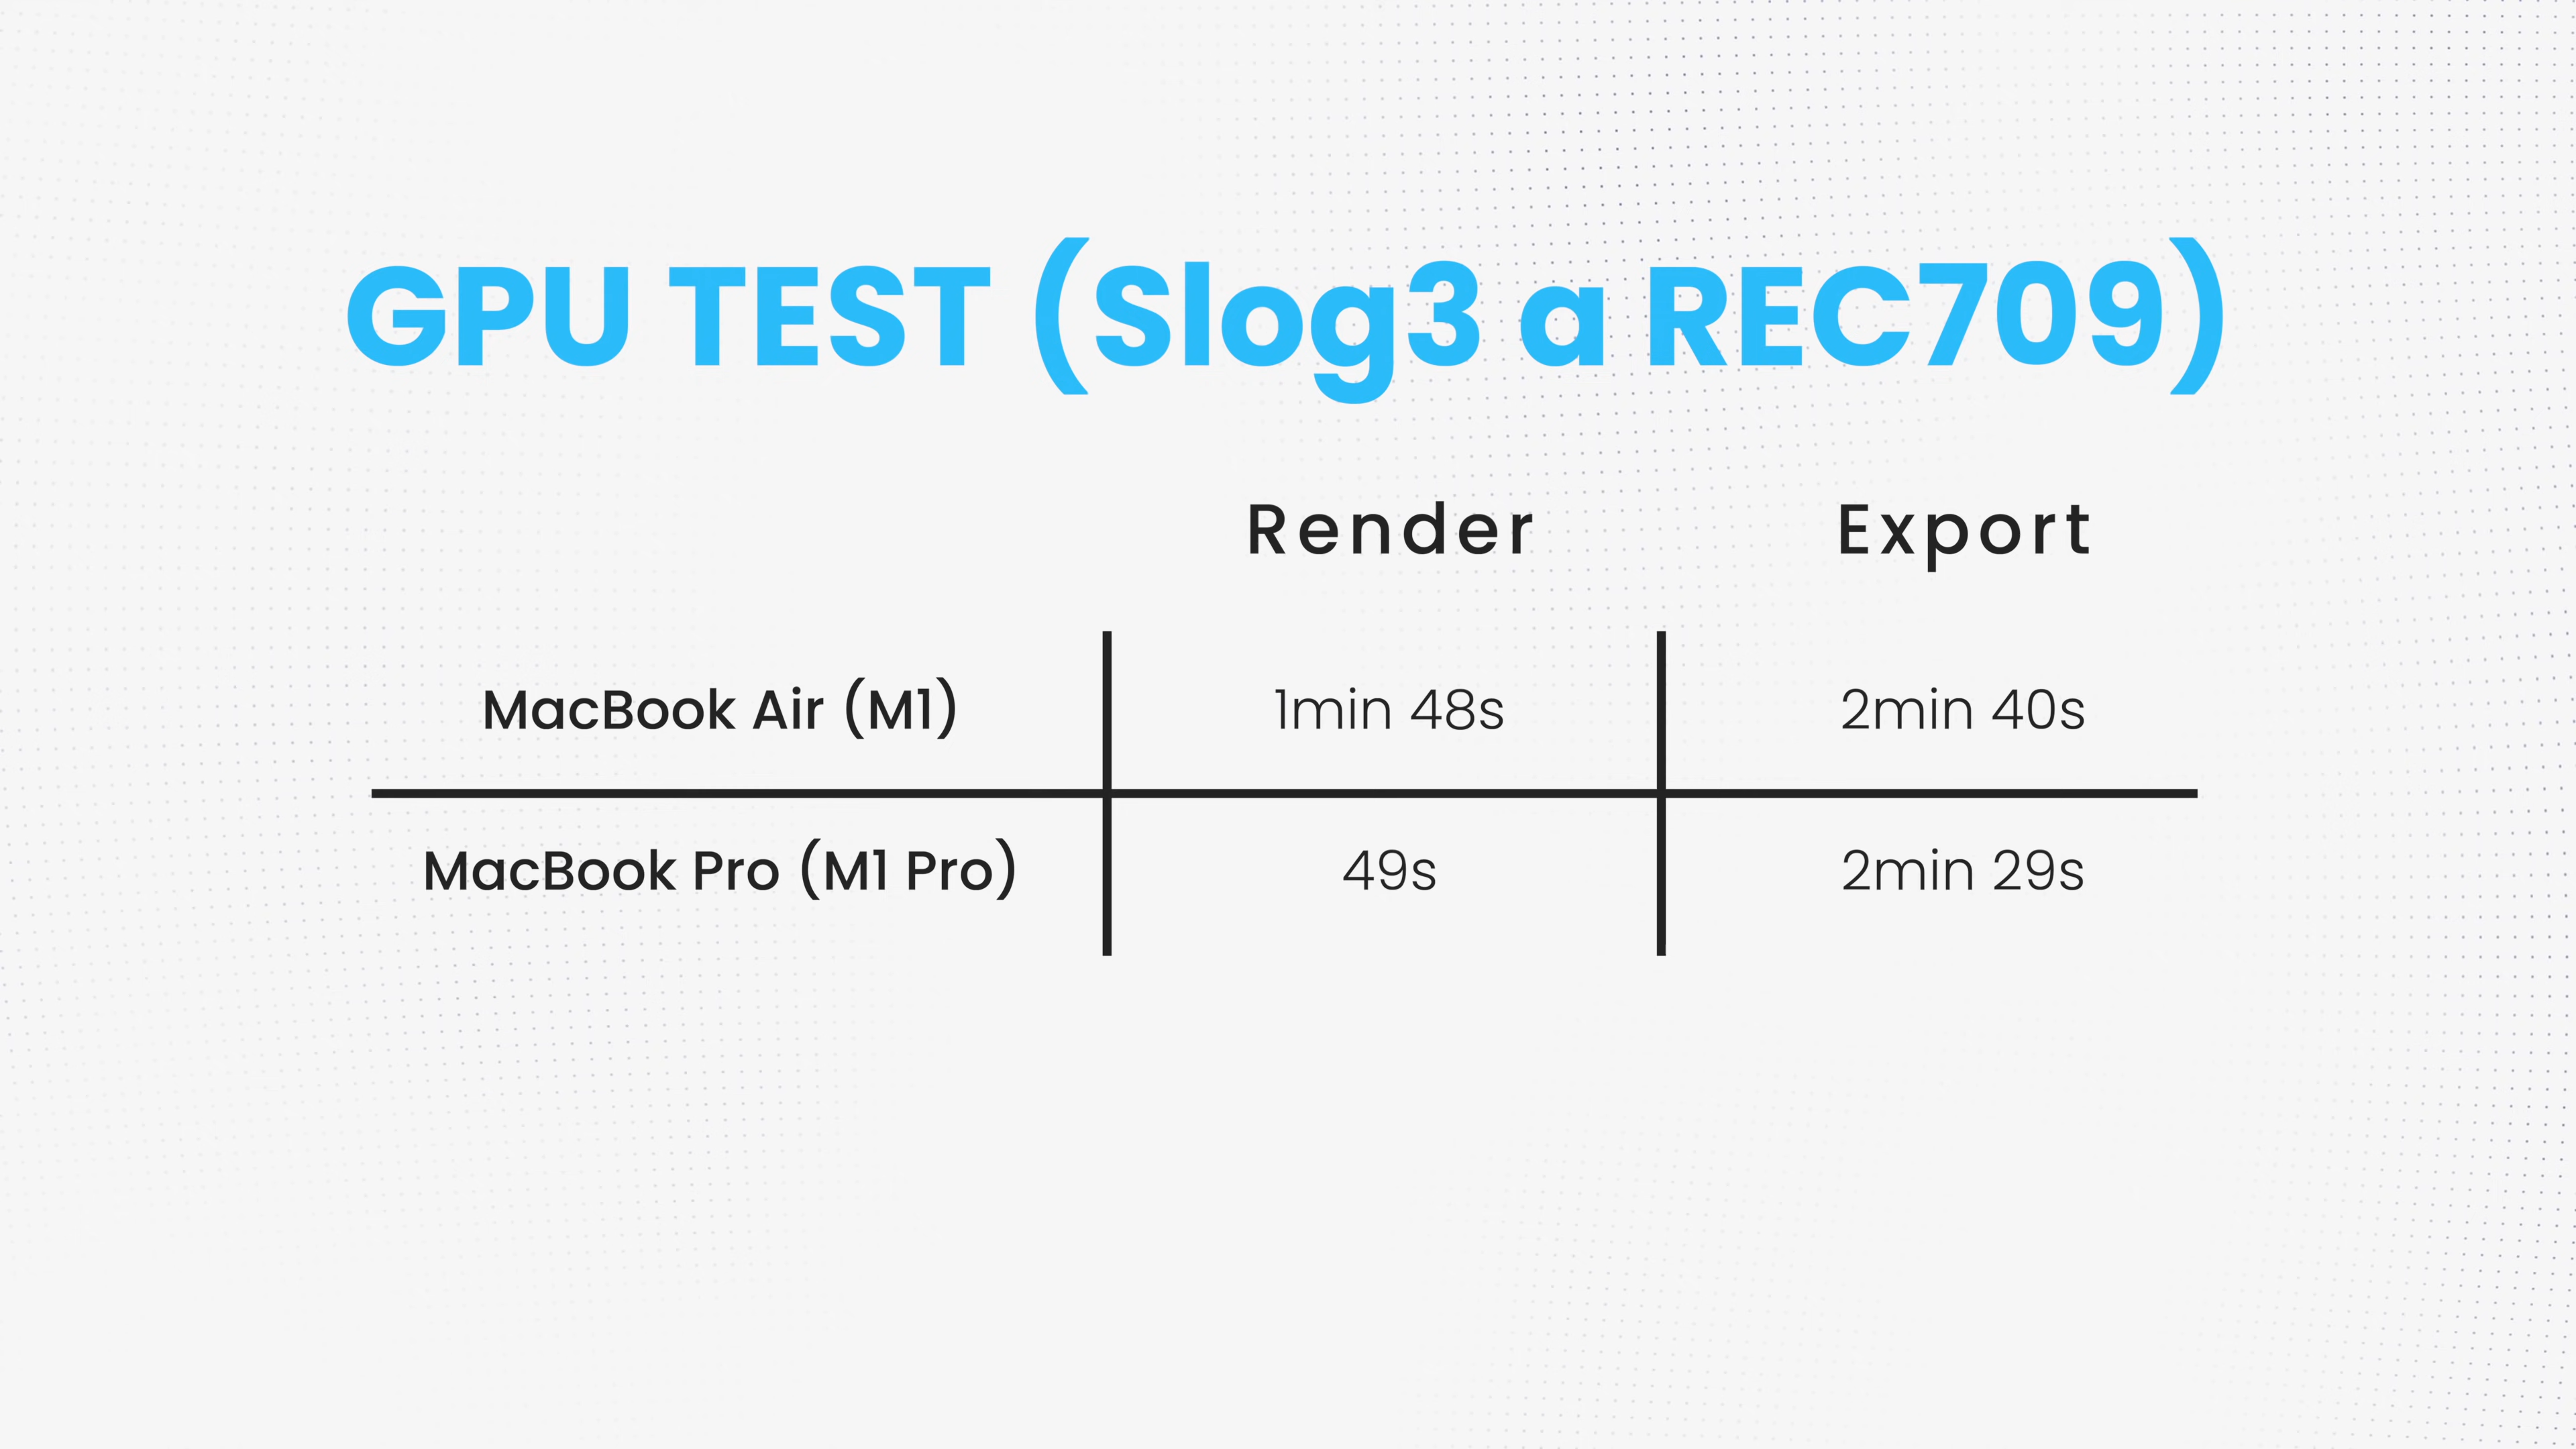 GPU TEST (Slog3 a REC709)
Render Export
MacBook Air (M1) 1min 48s 2min 40s
MacBook Pro (M1 Pro) 49s 2min 29s